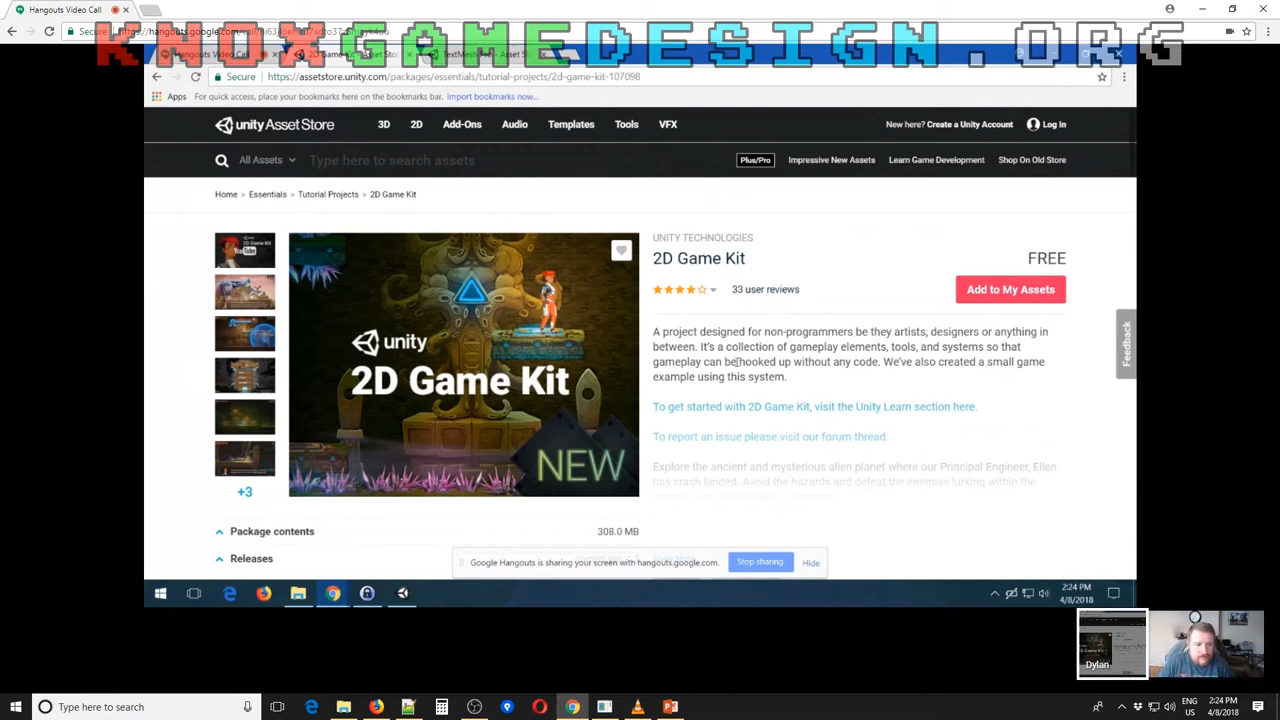 Hangouts Video Call
Secure
KNOXGAMEDESIGN.ORG
Hangouts Video Call
Secure https://assetstore.unity.com/packages/essentials/tutorial-projects/2d-game-kit-107098
Apps For quick access, place your bookmarks here on the bookmarks bar. Import bookmarks now...
unity Asset Store 3D 2D Add-Ons Audio Templates Tools VFX New here? Create a Unity Account Log In
All Assets Type here to search assets Plus/Pro Impressive New Assets Learn Game Development Shop On Old Store
Home > Essentials > Tutorial Projects > 2D Game Kit
UNITY TECHNOLOGIES
2D Game Kit FREE
33 user reviews Add to My Assets
A project designed for non-programmers be they artists, designers or anything in
between. It's a collection of gameplay elements, tools, and systems so that
gameplay can be hooked up without any code. We've also created a small game
example using this system.
To get started with 2D Game Kit, visit the Unity Learn section here.
To report an issue please visit our forum thread.
Explore the ancient and mysterious alien planet where our Principal Engineer, Ellen
has crash landed. Avoid the hazards and defeat the enemies lurking within the
unity
2D Game Kit
NEW
+3
Feedback
Package contents 308.0 MB
Releases
Google Hangouts is sharing your screen with hangouts.google.com. Stop sharing Hide
2:24 PM
4/8/2018
Dylan
Type here to search
ENG
US
2:24 PM
4/8/2018